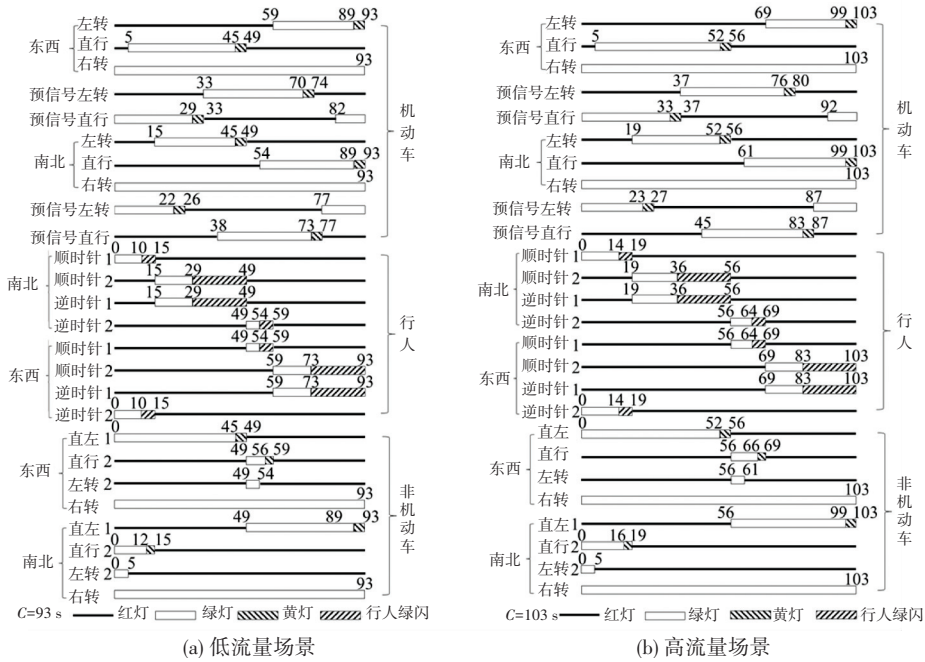 59 89 93
左转
5 45 49
东西 直行
93
右转
33 70 74
预信号左转
29 33 82
预信号直行
15 45 49
左转
54 89 93
南北 直行
93
右转
22 26 77
预信号左转
38 73 77
预信号直行
机动车
0 10 15
顺时针 1
15 29 49
南北 顺时针 2
15 29 49
逆时针 1
49 54 59
逆时针 2
49 54 59
顺时针 1
59 73 93
东西 顺时针 2
59 73 93
逆时针 1
0 10 15
逆时针 2
行人
0 45 49
直左 1
49 56 59
东西 直行 2
49 54
左转 2
93
右转
49 89 93
直左 1
0 12 15
南北 直行 2
0 5
左转 2
93
右转
非机动车
C=93 s 红灯 绿灯 黄灯 行人绿闪
(a) 低流量场景
69 99 103
左转
5 52 56
东西 直行
103
右转
37 76 80
预信号左转
33 37 92
预信号直行
19 52 56
左转
61 99 103
南北 直行
103
右转
23 27 87
预信号左转
45 83 87
预信号直行
机动车
0 14 19
顺时针 1
19 36 56
南北 顺时针 2
19 36 56
逆时针 1
56 64 69
逆时针 2
56 64 69
顺时针 1
69 83 103
东西 顺时针 2
69 83 103
逆时针 1
0 14 19
逆时针 2
行人
0 52 56
直左
56 66 69
东西 直行
56 61
左转
103
右转
56 99 103
直左 1
0 16 19
南北 直行 2
0 5
左转 2
103
右转
非机动车
C=103 s 红灯 绿灯 黄灯 行人绿闪
(b) 高流量场景